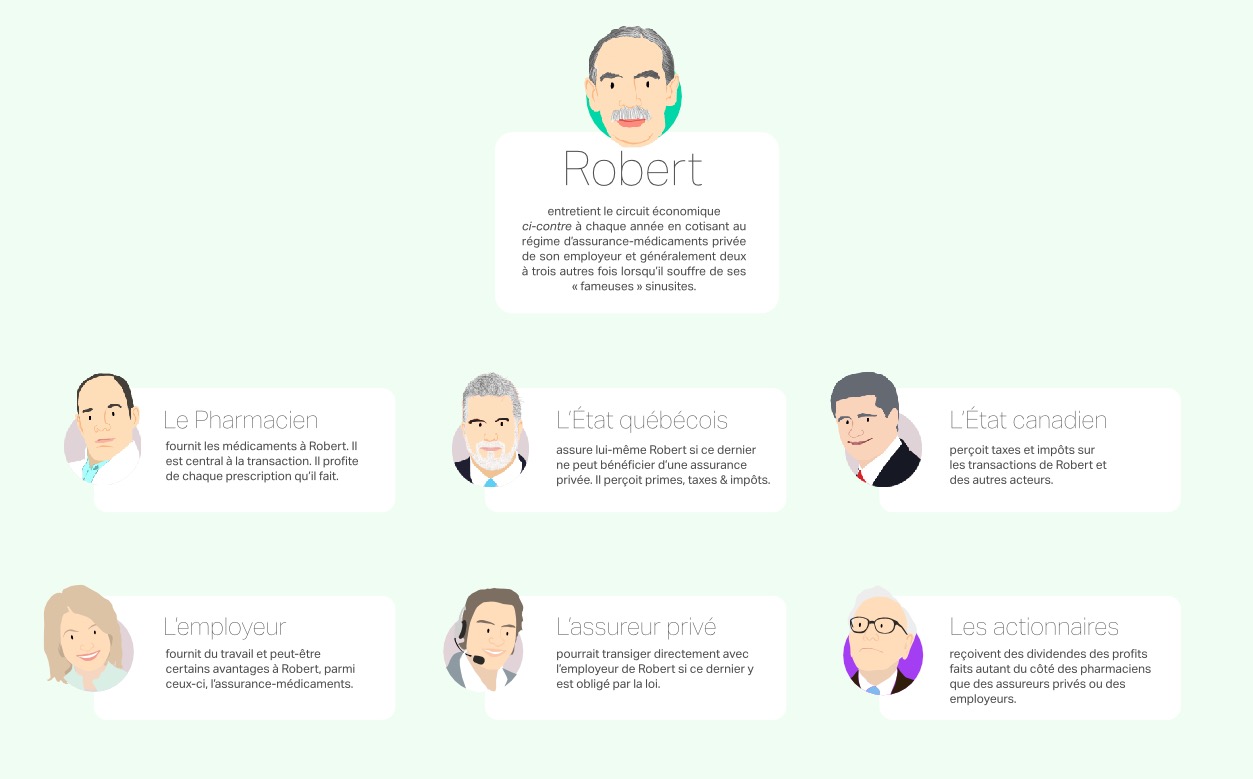 Robert
entretient le circuit économique
ci-contre à chaque année en cotisant au
régime d'assurance-médicaments privée
de son employeur et généralement deux
à trois autres fois lorsqu'il souffre de ses
« fameuses » sinusites.
Le Pharmacien
fournit les médicaments à Robert. Il
est central à la transaction. Il profite
de chaque prescription qu'il fait.
L'État québécois
assure lui-même Robert si ce dernier
ne peut bénéficier d'une assurance
privée. Il perçoit primes, taxes & impôts.
L'État canadien
perçoit taxes et impôts sur
les transactions de Robert et
des autres acteurs.
L'employeur
fournit du travail et peut-être
certains avantages à Robert, parmi
ceux-ci, l'assurance-médicaments.
L'assureur privé
pourrait transiger directement avec
l'employeur de Robert si ce dernier y
est obligé par la loi.
Les actionnaires
reçoivent des dividendes des profits
faits autant du côté des pharmaciens
que des assureurs privés ou des
employeurs.